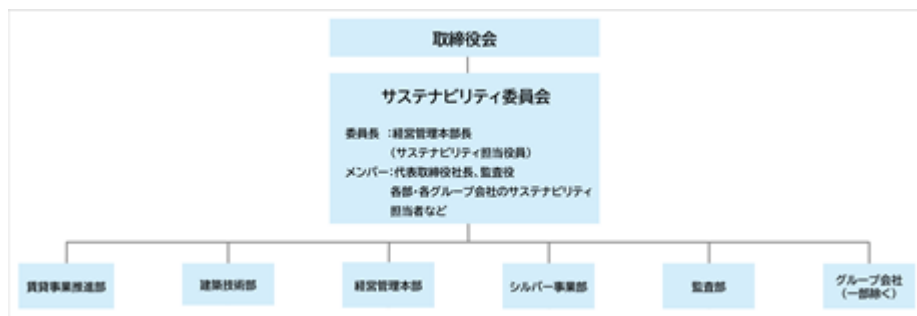 取締役会
サステナビリティ委員会
委員長 ：経営管理本部長
（サステナビリティ担当役員）
メンバー：代表取締役社長、監査役
各部・各グループ会社のサステナビリティ
担当者など
賃貸事業推進部
建築技術部
経営管理本部
シルバー事業部
監査部
グループ会社
（一部除く）